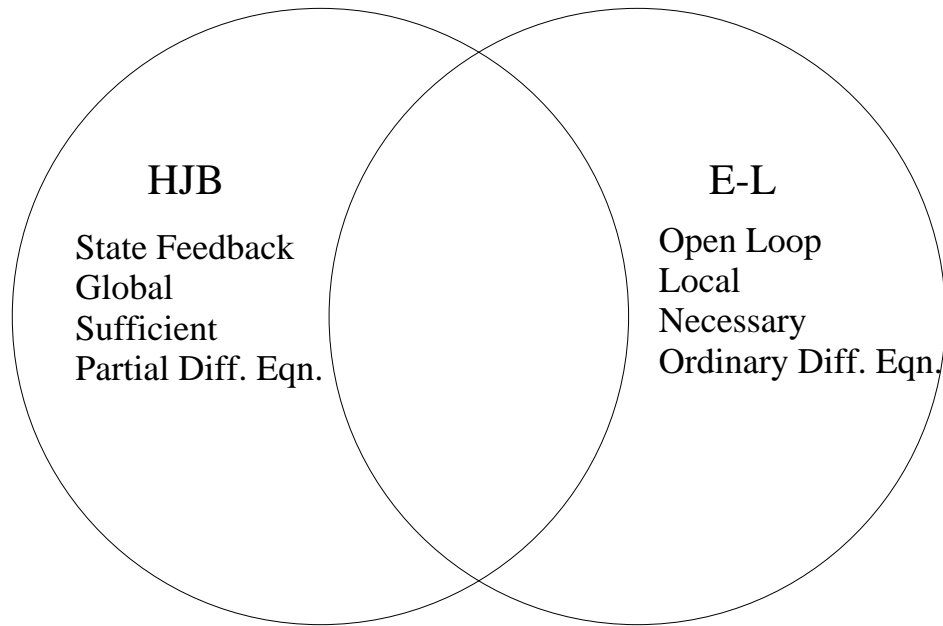 HJB
State Feedback
Global
Sufficient
Partial Diff. Eqn.
E-L
Open Loop
Local
Necessary
Ordinary Diff. Eqn.